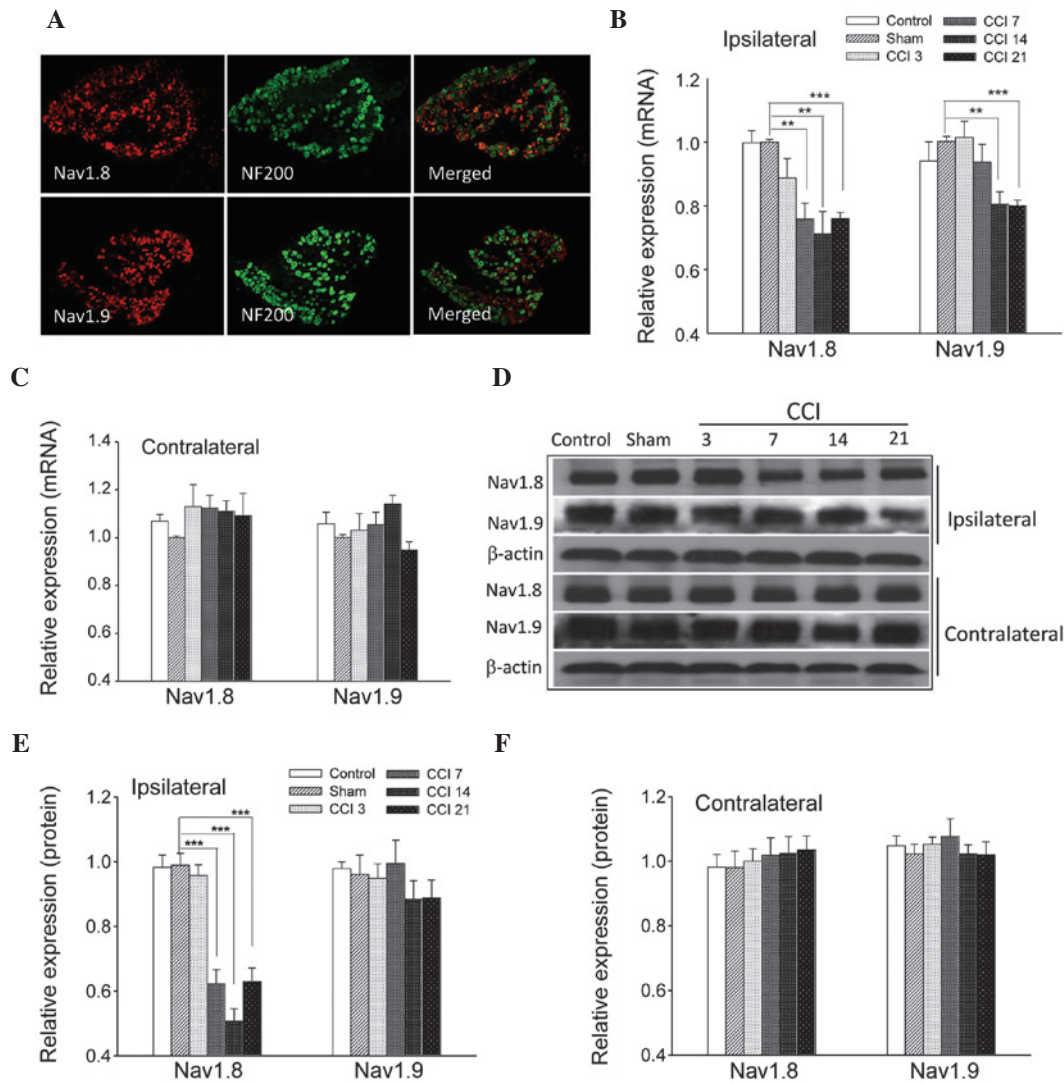 A
Nav1.8
NF200
Merged
Nav1.9
NF200
Merged
B
Ipsilateral
Control
Sham
CCI 3
CCI 7
CCI 14
CCI 21
Relative expression (mRNA)
1.2
1.0
0.8
0.6
0.4
**
**
***
**
***
Nav1.8
Nav1.9
C
Contralateral
Relative expression (mRNA)
1.4
1.2
1.0
0.8
0.6
0.4
Nav1.8
Nav1.9
D
CCI
Control Sham 3 7 14 21
Nav1.8
Nav1.9
β-actin
Ipsilateral
Nav1.8
Nav1.9
β-actin
Contralateral
E
Ipsilateral
Control
Sham
CCI 3
CCI 7
CCI 14
CCI 21
Relative expression (protein)
1.2
1.0
0.8
0.6
0.4
***
***
***
Nav1.8
Nav1.9
F
Contralateral
Relative expression (protein)
1.2
1.0
0.8
0.6
0.4
Nav1.8
Nav1.9